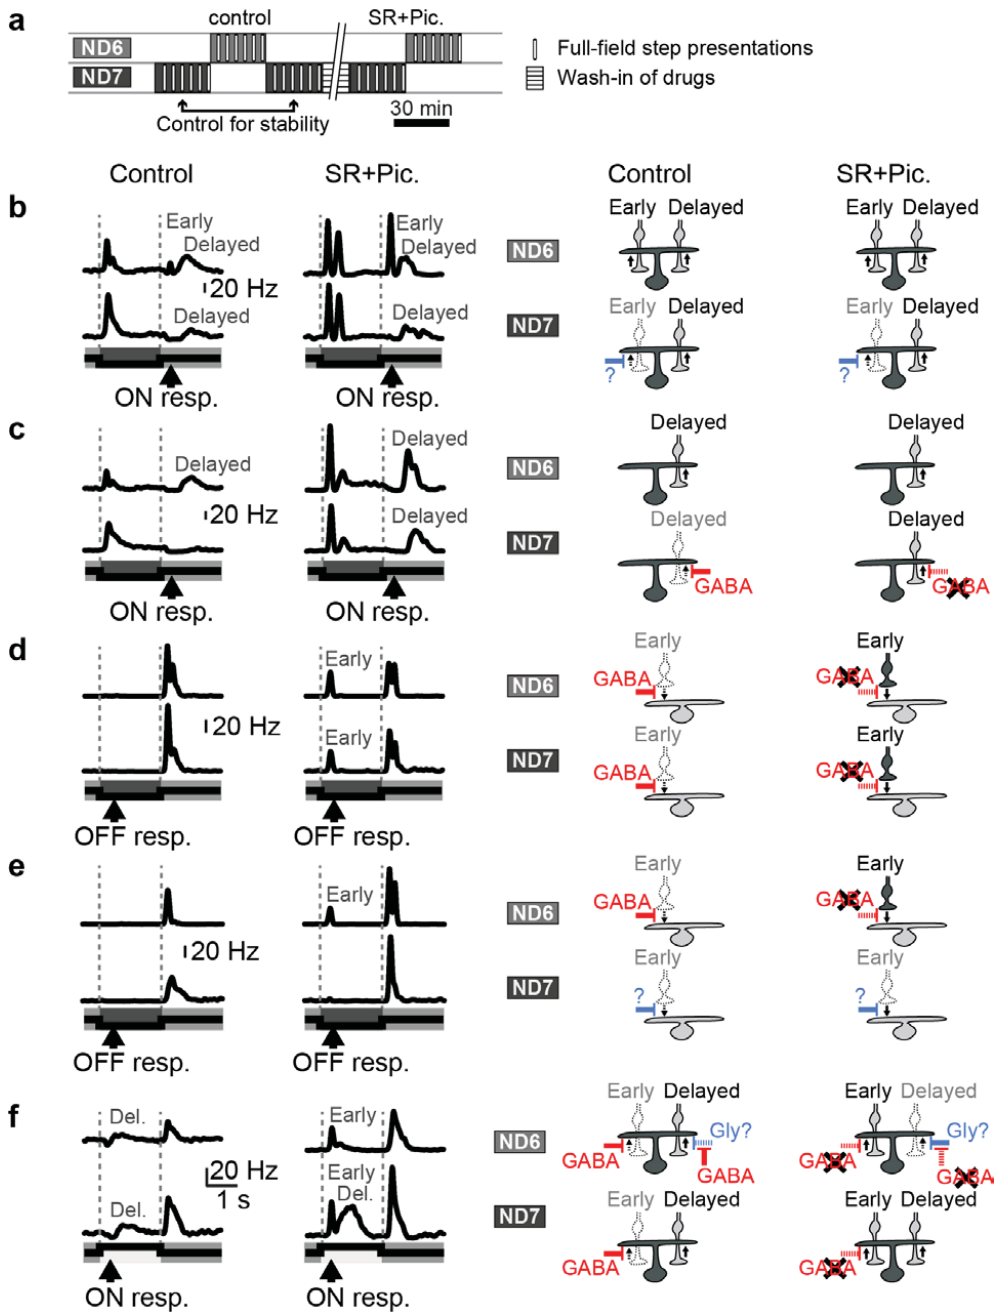 a
control
SR+Pic.
ND6
ND7
Full-field step presentations
Wash-in of drugs
30 min
Control for stability
Control
SR+Pic.
Control
SR+Pic.
b
Early
Delayed
20 Hz
Delayed
Early
Delayed
Delayed
ON resp.
ON resp.
ND6
ND7
Early Delayed
Early Delayed
Early Delayed
?
Early Delayed
?
c
Delayed
20 Hz
Delayed
Delayed
ON resp.
ON resp.
ND6
ND7
Delayed
Delayed
Delayed
GABA
Delayed
GABA
d
20 Hz
Early
Early
OFF resp.
OFF resp.
ND6
ND7
Early
GABA
Early
GABA
Early
GABA
Early
GABA
e
20 Hz
Early
OFF resp.
OFF resp.
ND6
ND7
Early
GABA
Early
GABA
Early
?
Early
?
f
Del.
Del.
20 Hz
1 s
Early
Early
Del.
ON resp.
ON resp.
ND6
ND7
Early Delayed
Gly?
GABA
GABA
Early Delayed
Gly?
GABA
GABA
Early Delayed
GABA
Early Delayed
GABA